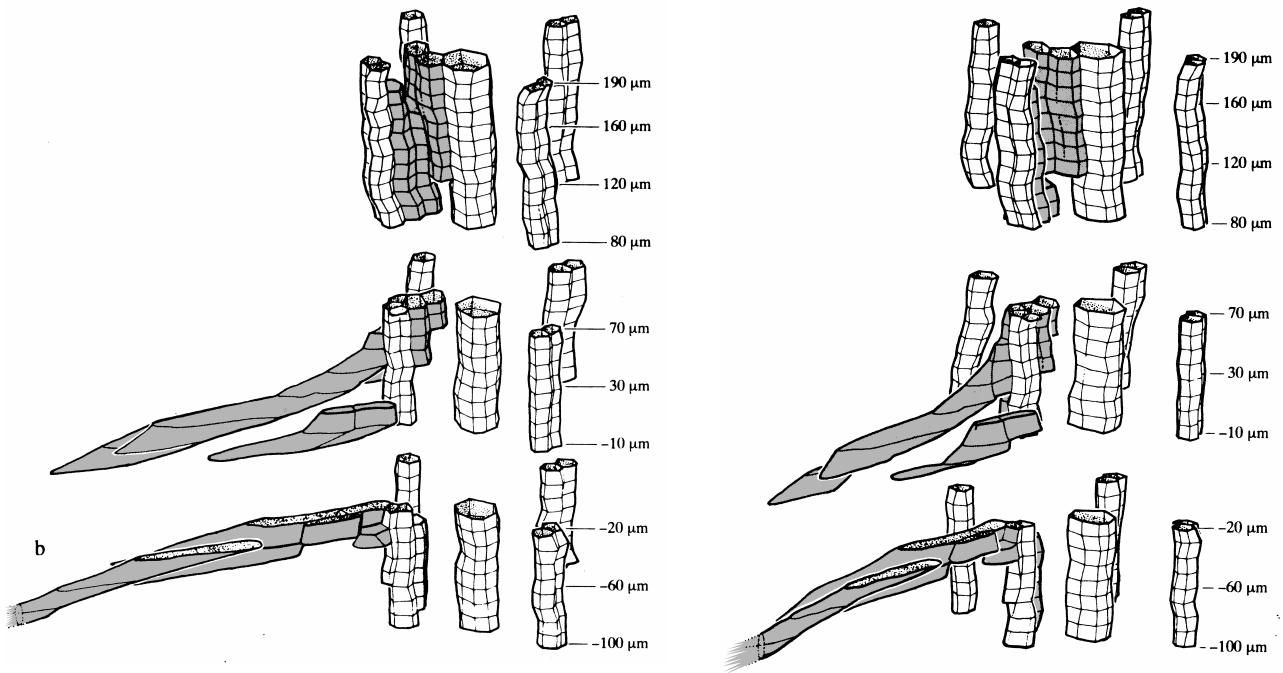 190 µm
160 µm
120 µm
80 µm
70 µm
30 µm
-10 µm
b
-20 µm
-60 µm
-100 µm
-190 µm
-160 µm
-120 µm
-80 µm
-70 µm
-30 µm
-10 µm
-20 µm
-60 µm
-100 µm